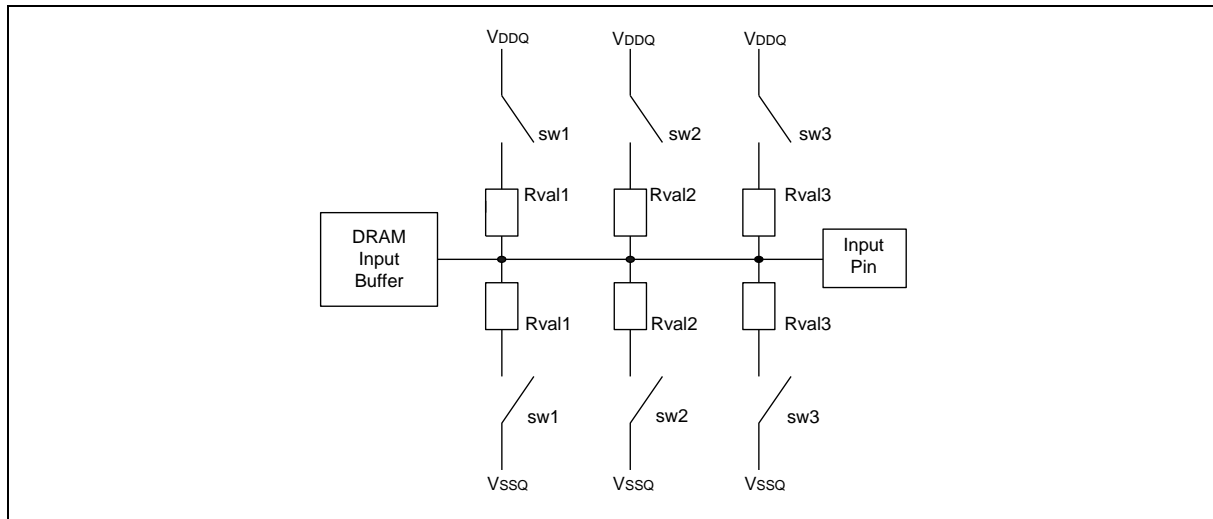 VDDQ VDDQ VDDQ
sw1 sw2 sw3
Rval1 Rval2 Rval3
DRAM
Input
Buffer
Input
Pin
Rval1 Rval2 Rval3
sw1 sw2 sw3
VSSQ VSSQ VSSQ